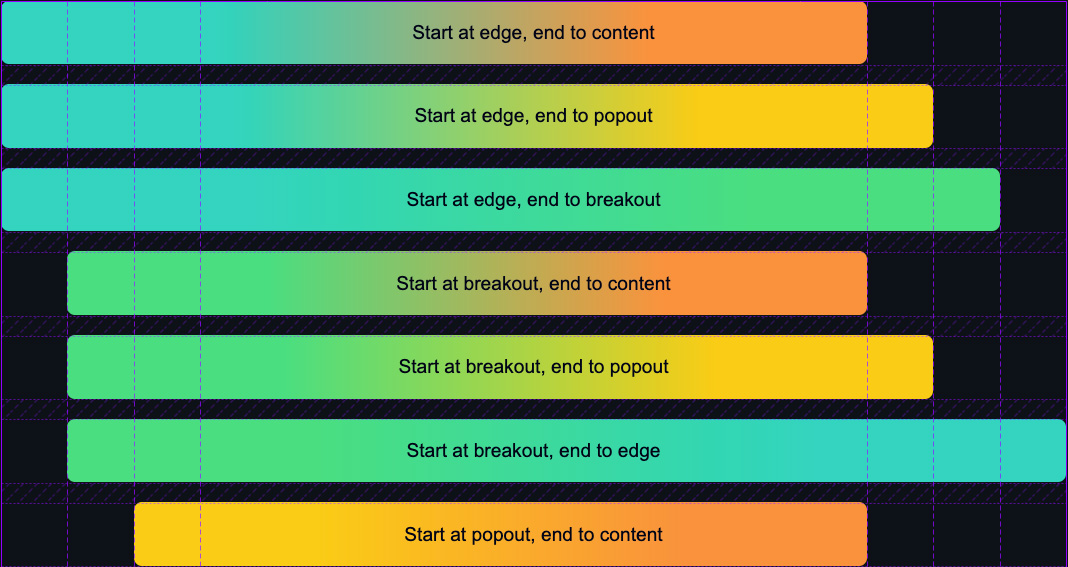 Start at edge, end to content
Start at edge, end to popout
Start at edge, end to breakout
Start at breakout, end to content
Start at breakout, end to popout
Start at breakout, end to edge
Start at popout, end to content